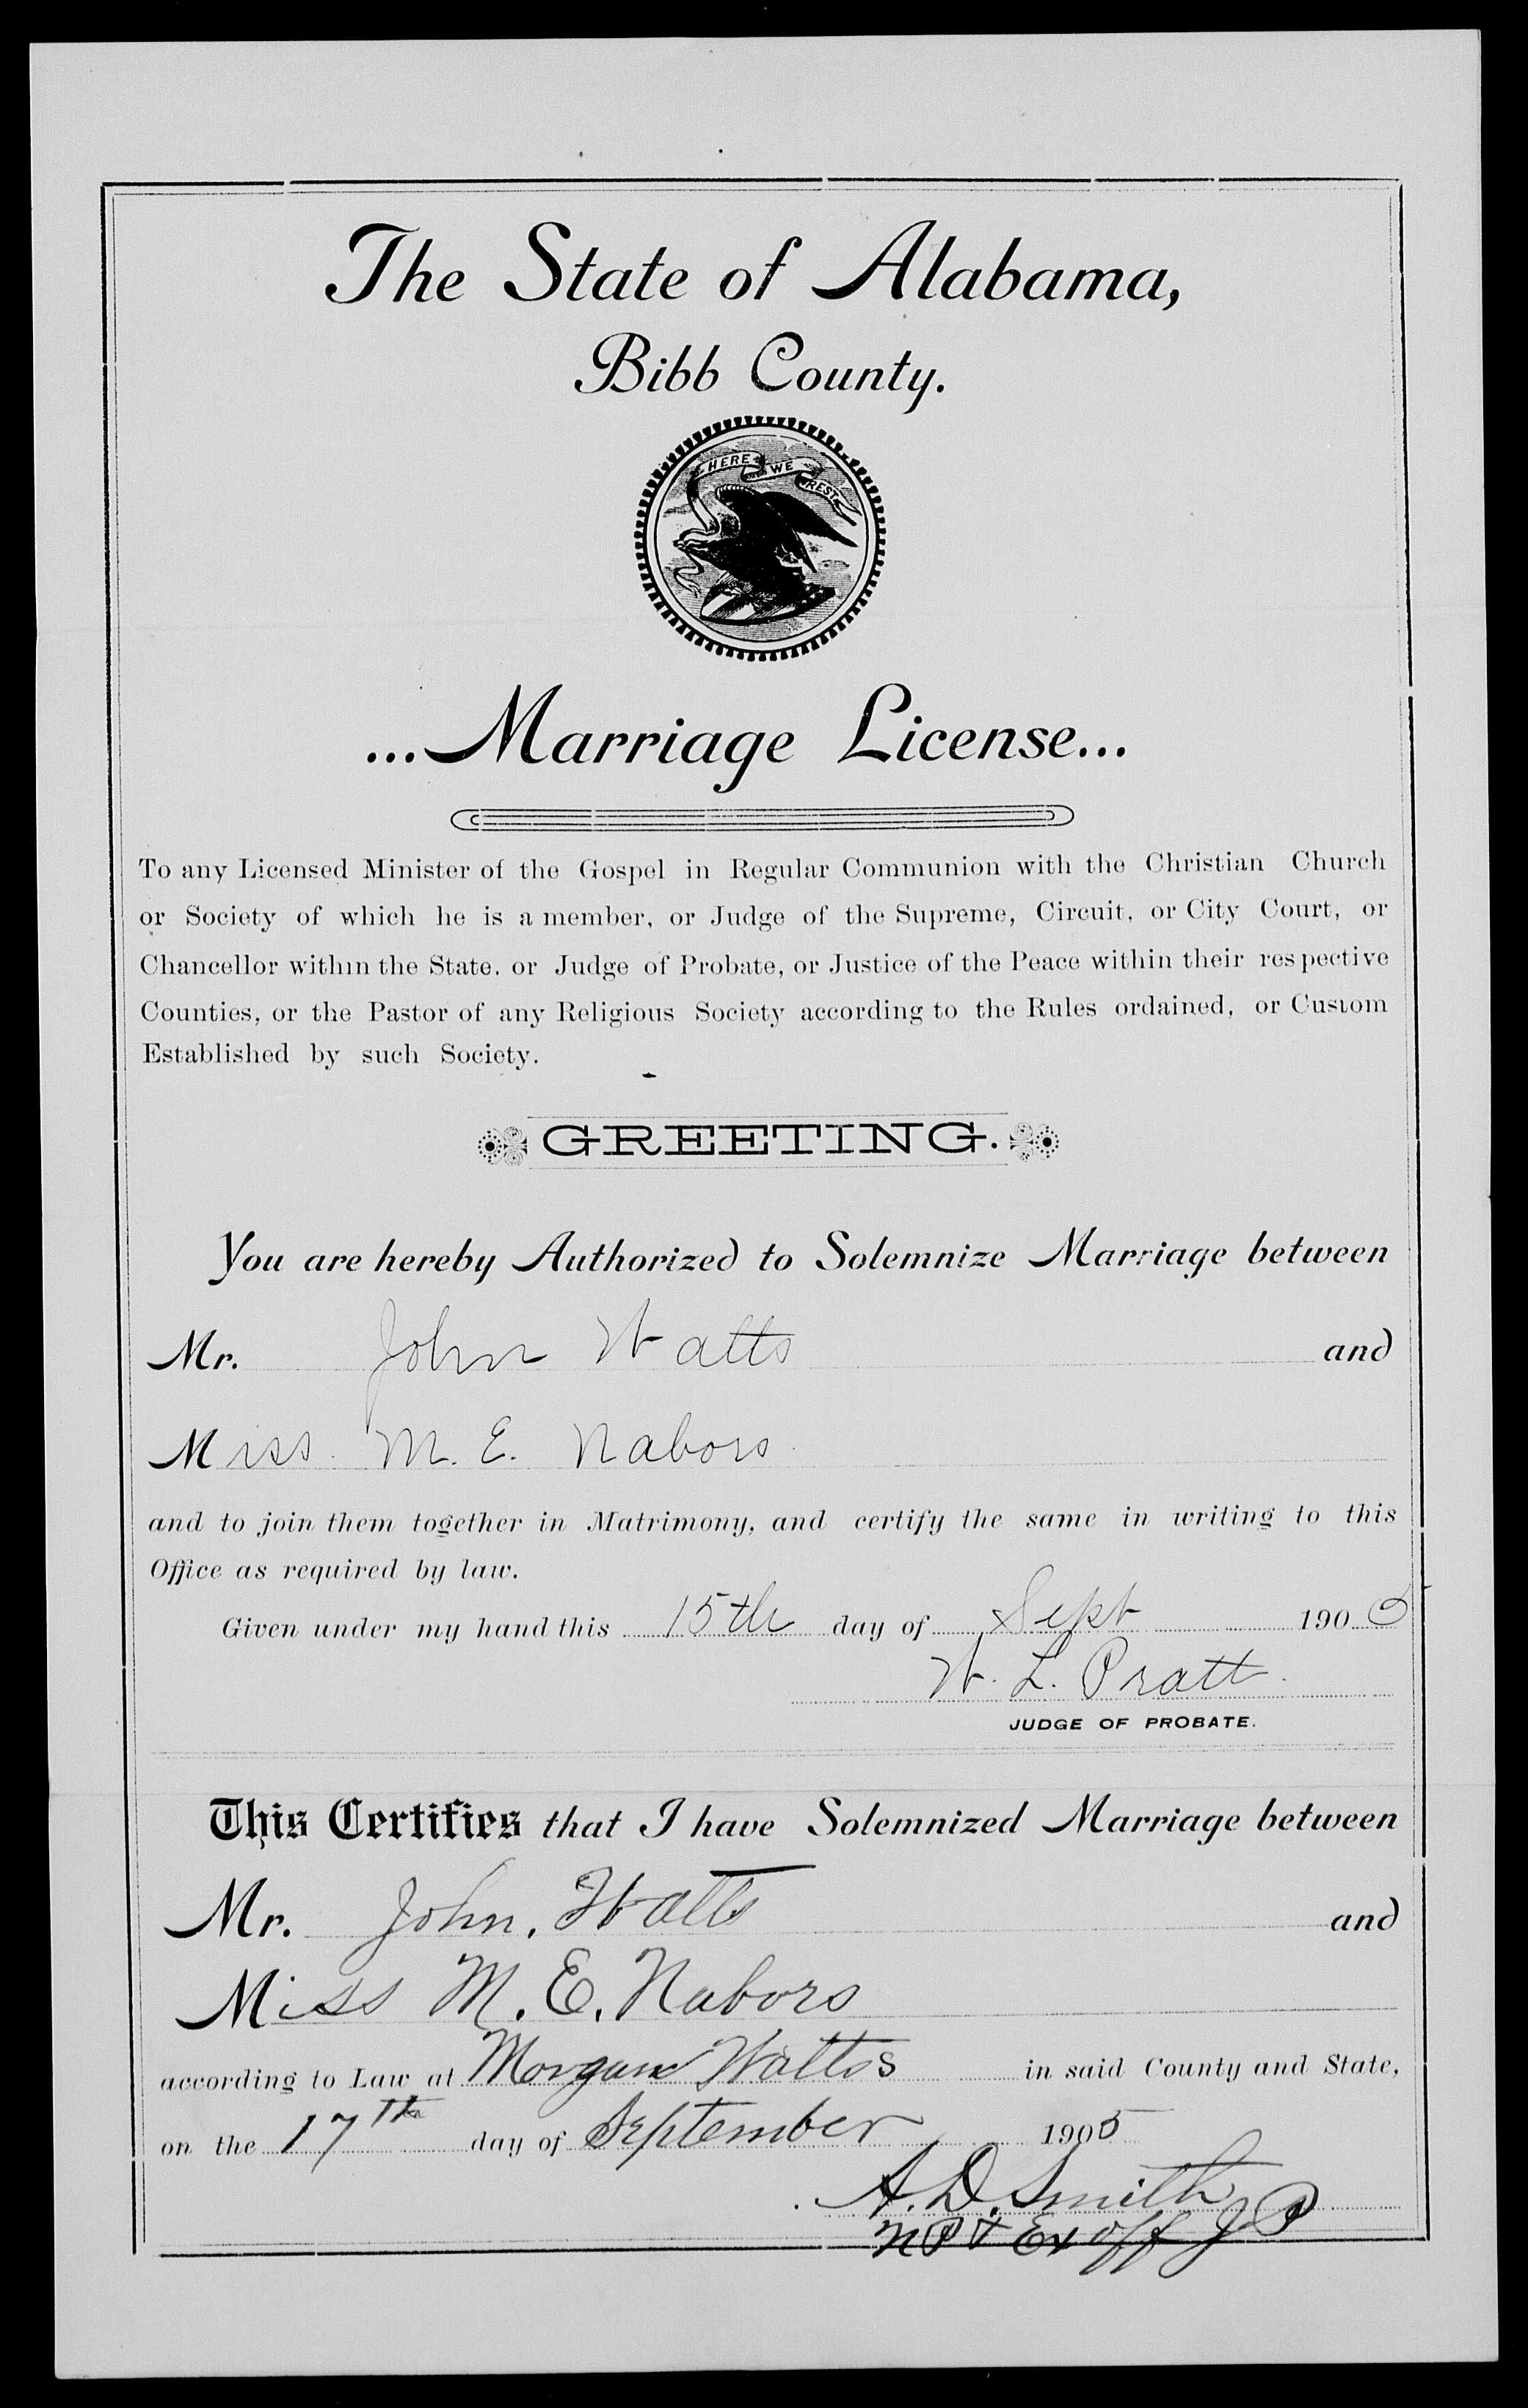 The State of Alabama,
Bibb County.
HERE WE REST
...Marriage License...
To any Licensed Minister of the Gospel in Regular Communion with the Christian Church
or Society of which he is a member, or Judge of the Supreme, Circuit, or City Court, or
Chancellor within the State. or Judge of Probate, or Justice of the Peace within their respective
Counties, or the Pastor of any Religious Society according to the Rules ordained, or Custom
Established by such Society.
GREETING.
You are hereby Authorized to Solemnize Marriage between
Mr. John Watts and
Miss. M. E. Nabors.
and to join them together in Matrimony, and certify the same in writing to this
Office as required by law.
Given under my hand this 15th day of Sept 1905
W. L. Pratt.
JUDGE OF PROBATE.
This Certifies that I have Solemnized Marriage between
Mr. John. Watts and
Miss M. E. Nabors
according to Law at Morgan Watts's in said County and State,
on the 17th day of September 1905
A. D. Smith
NP & Ex off J P